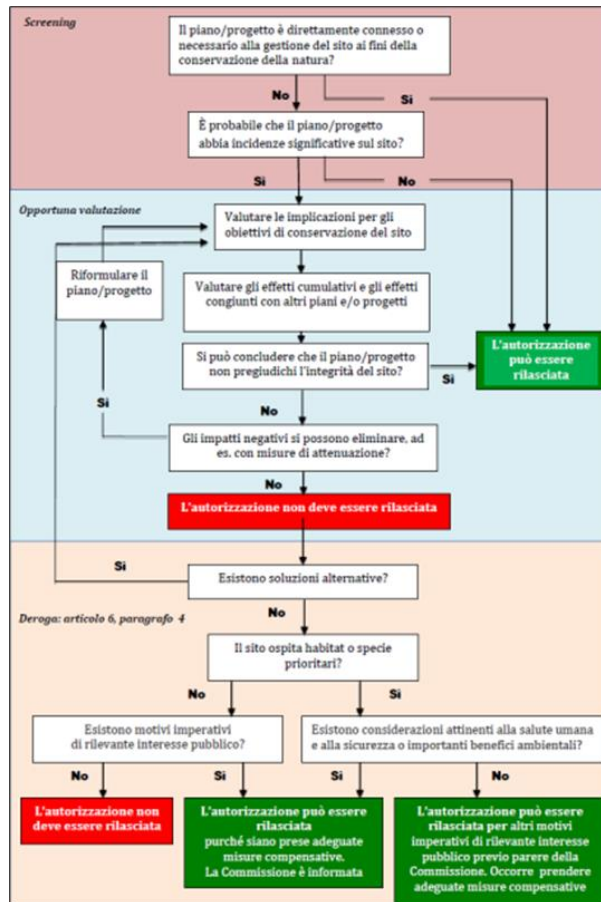 Screening
Il piano/progetto è direttamente connesso o
necessario alla gestione del sito ai fini della
conservazione della natura?
No
Sì
È probabile che il piano/progetto
abbia incidenze significative sul sito?
Sì
No
Opportuna valutazione
Valutare le implicazioni per gli
obiettivi di conservazione del sito
Riformulare il
piano/progetto
Valutare gli effetti cumulativi e gli effetti
congiunti con altri piani e/o progetti
Si può concludere che il piano/progetto
non pregiudichi l'integrità del sito?
Sì
L'autorizzazione
può essere
rilasciata
Sì
No
Gli impatti negativi si possono eliminare, ad
es. con misure di attenuazione?
No
L'autorizzazione non deve essere rilasciata
Sì
Esistono soluzioni alternative?
No
Deroga: articolo 6, paragrafo 4
Il sito ospita habitat o specie
prioritari?
No
Sì
Esistono motivi imperativi
di rilevante interesse pubblico?
Esistono considerazioni attinenti alla salute umana
e alla sicurezza o importanti benefici ambientali?
No
Sì
Sì
No
L'autorizzazione non
deve essere rilasciata
L'autorizzazione può essere
rilasciata
purché siano prese adeguate
misure compensative.
La Commissione è informata
L'autorizzazione può essere
rilasciata per altri motivi
imperativi di rilevante interesse
pubblico previo parere della
Commissione. Occorre prendere
adeguate misure compensative